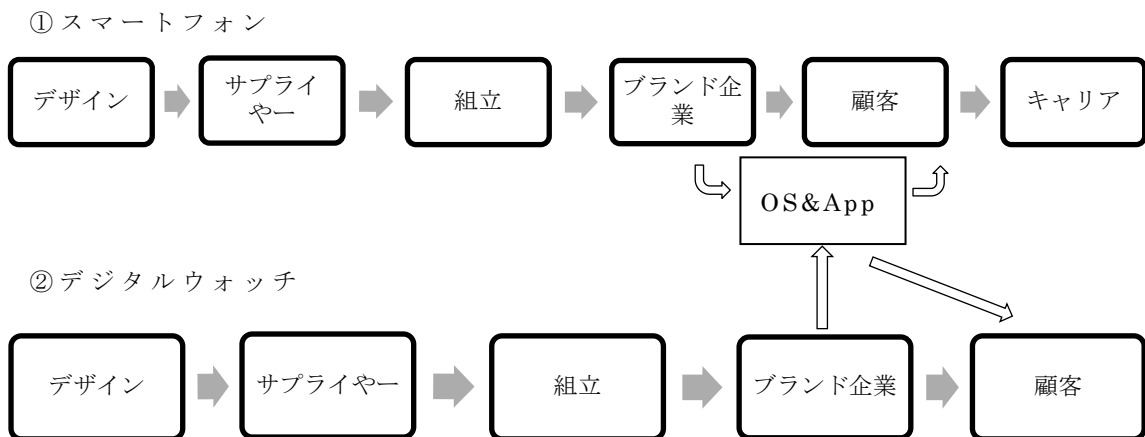 ①スマートフォン
デザイン
サプライ
やー
組立
ブランド企
業
顧客
キャリア
OS&App
②デジタルウォッチ
デザイン
サプライやー
組立
ブランド企業
顧客